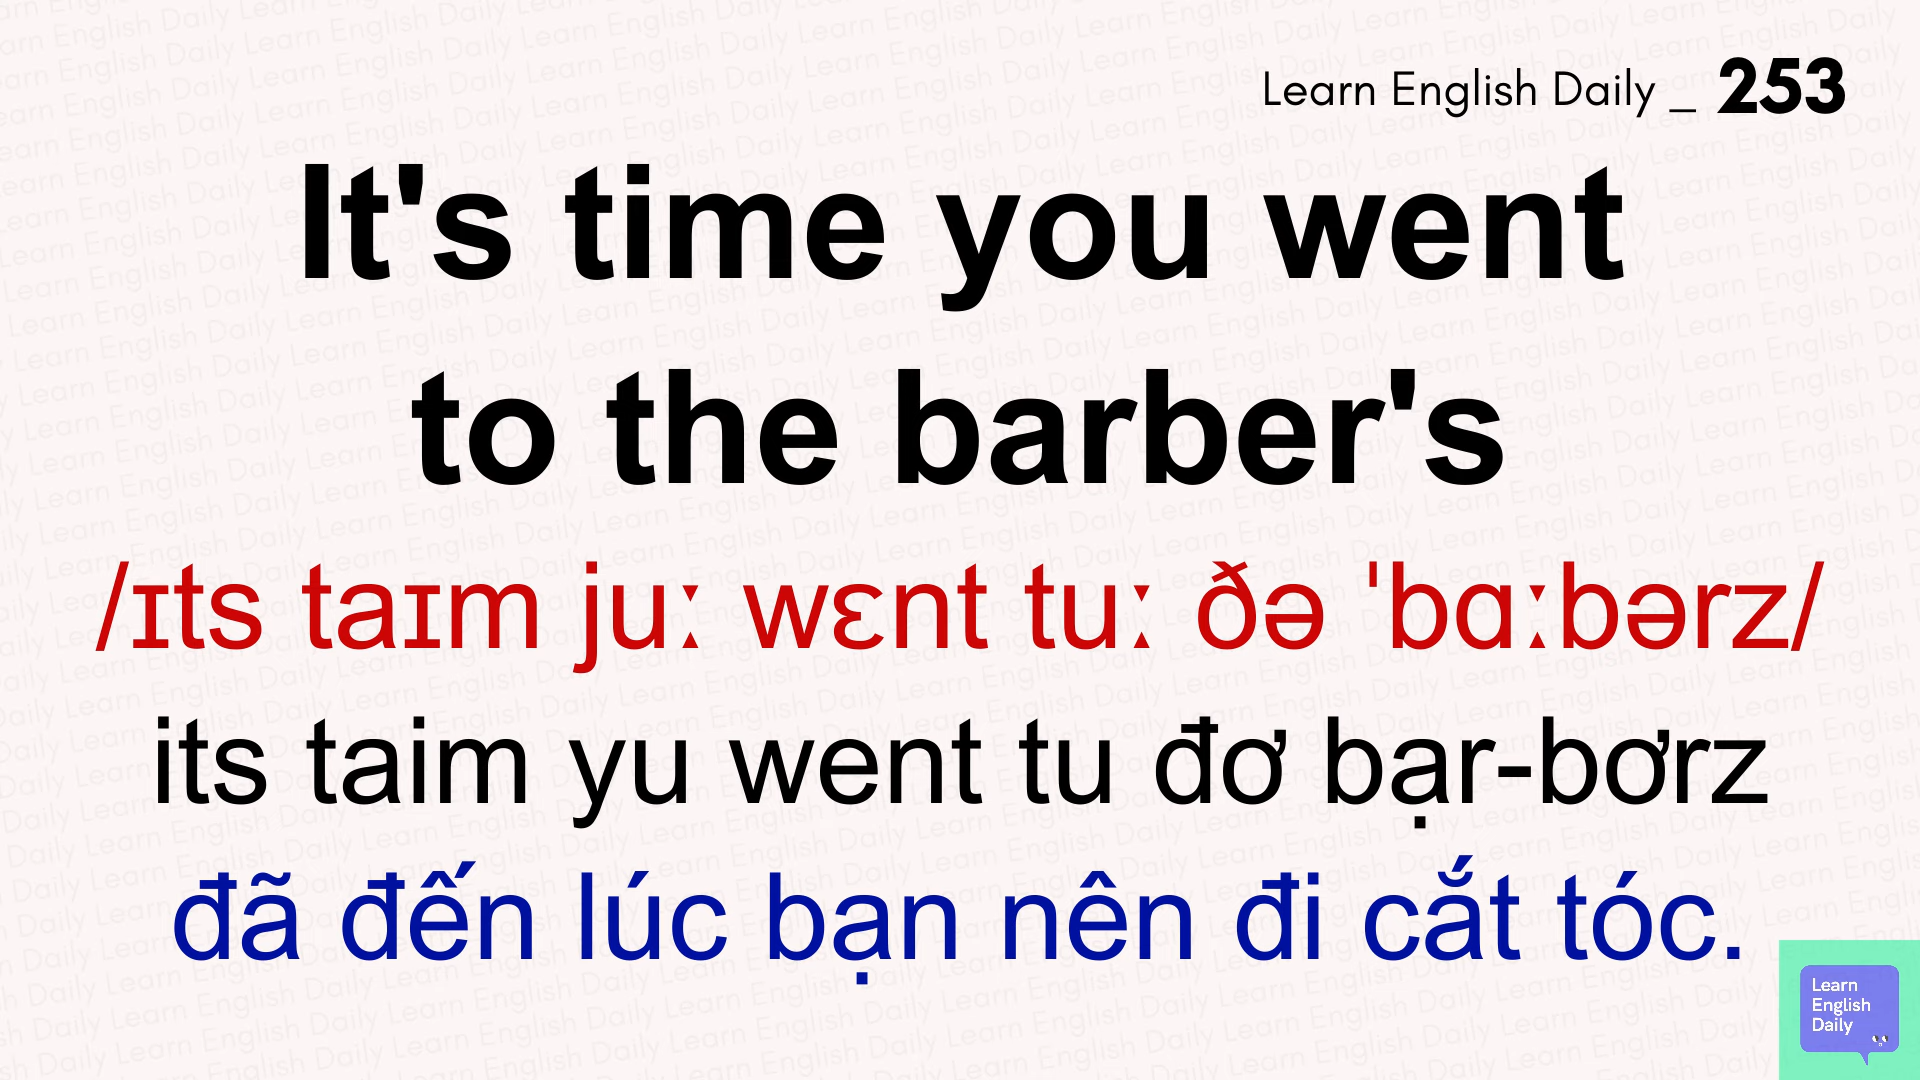 Learn English Daily _ 253
It's time you went
to the barber's
/ɪts taɪm juː wɛnt tuː ðə ˈbɑːbərz/
its taim yu went tu đơ bạr-bơrz
đã đến lúc bạn nên đi cắt tóc.
Learn
English
Daily